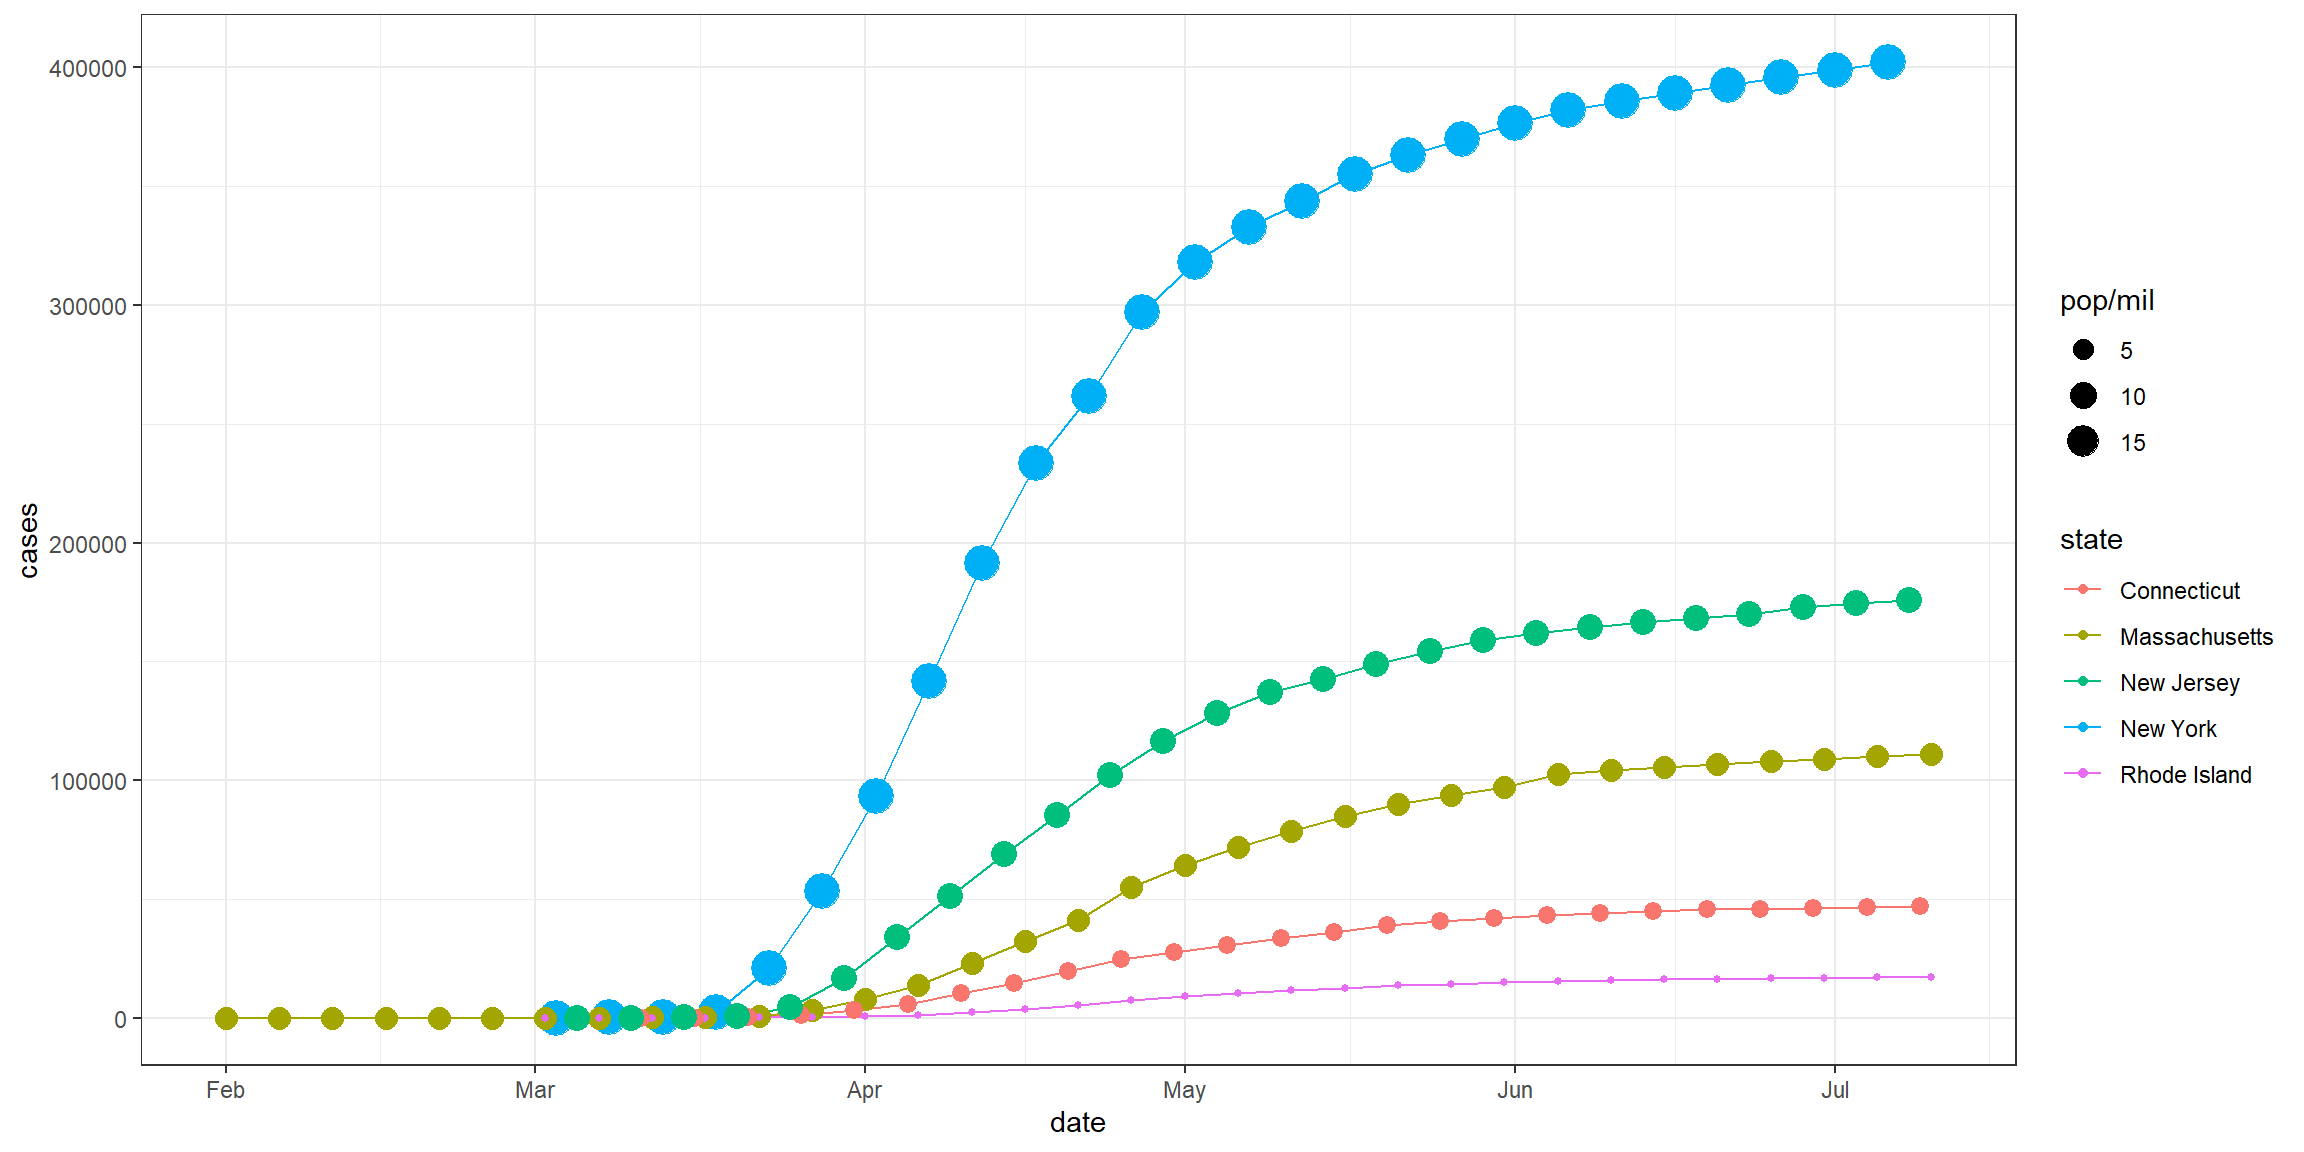 400000
300000
200000
100000
0
cases
Feb
Mar
Apr
May
Jun
Jul
date
pop/mil
5
10
15
state
Connecticut
Massachusetts
New Jersey
New York
Rhode Island